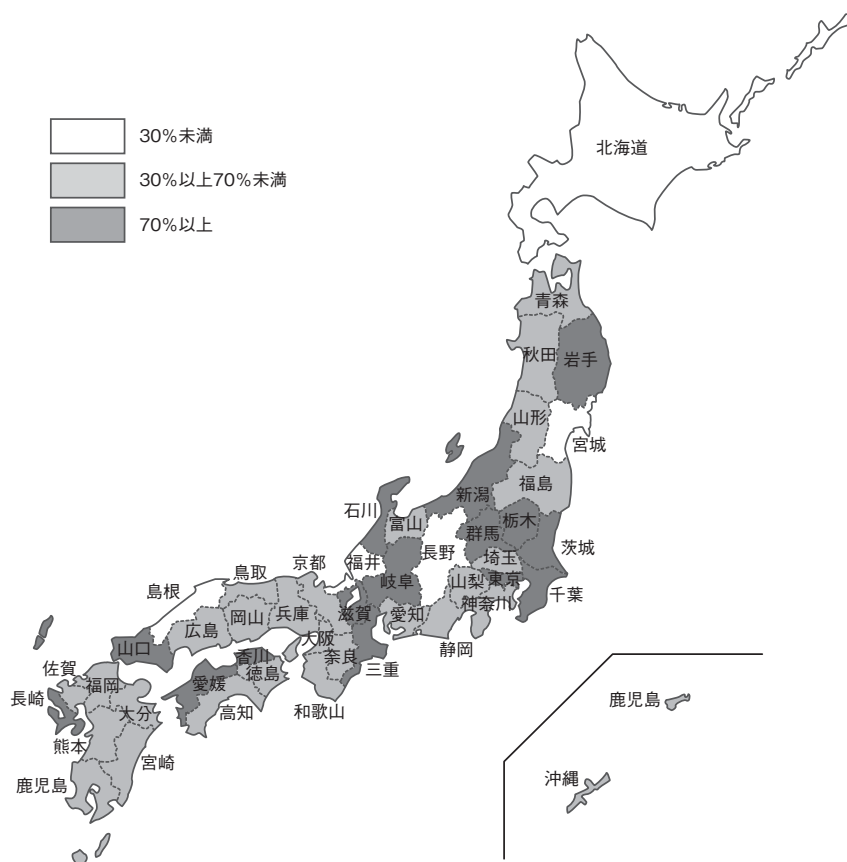 30%未満
30%以上70%未満
70%以上
北海道
青森
秋田
岩手
山形
宮城
新潟
福島
石川
富山
群馬
栃木
長野
茨城
埼玉
福井
京都
岐阜
山梨
東京
鳥取
島根
千葉
神奈川
滋賀
愛知
兵庫
岡山
広島
大阪
静岡
山口
奈良
香川
三重
徳島
佐賀
福岡
愛媛
長崎
大分
高知
和歌山
熊本
宮崎
鹿児島
鹿児島
沖縄